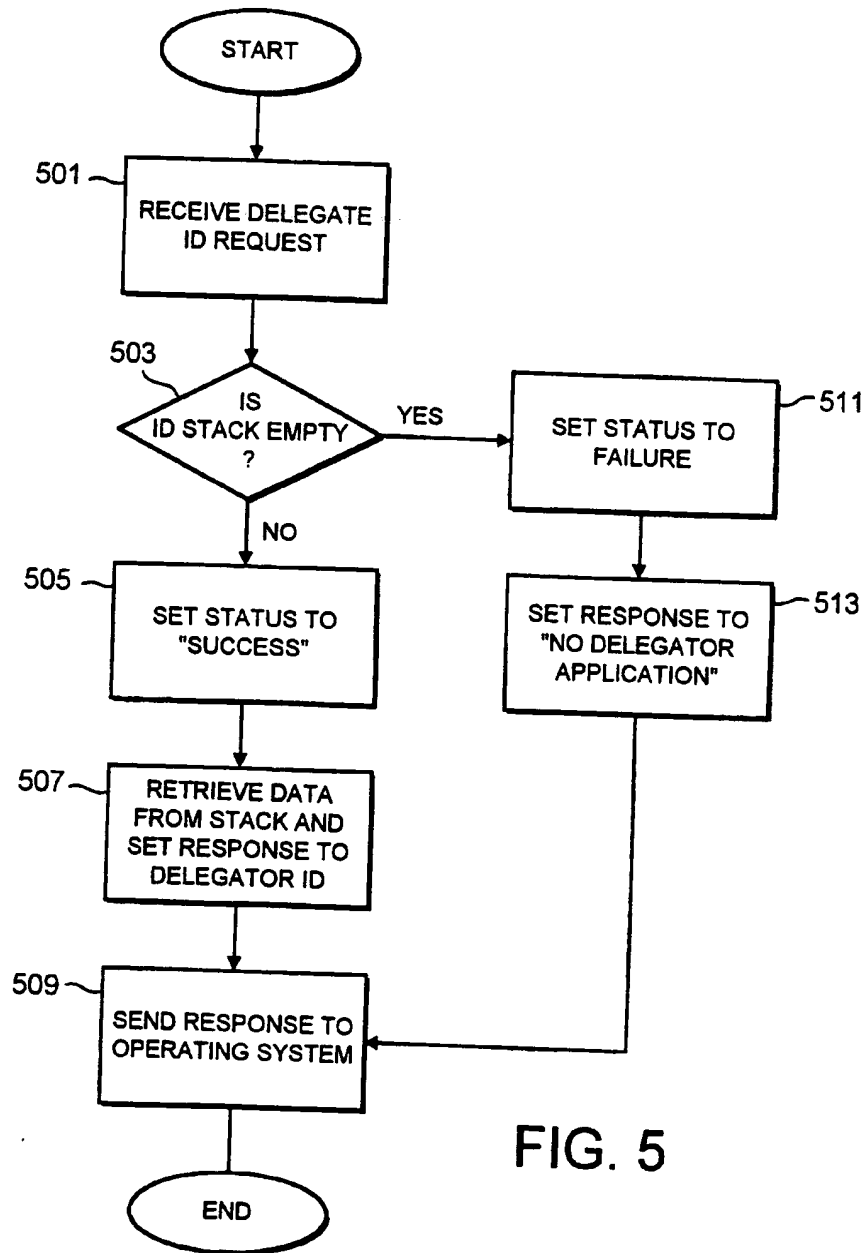 START
501
RECEIVE DELEGATE
ID REQUEST
503
IS
ID STACK EMPTY
?
YES
511
SET STATUS TO
FAILURE
NO
505
SET STATUS TO
"SUCCESS"
513
SET RESPONSE TO
"NO DELEGATOR
APPLICATION"
507
RETRIEVE DATA
FROM STACK AND
SET RESPONSE TO
DELEGATOR ID
509
SEND RESPONSE TO
OPERATING SYSTEM
END
FIG. 5